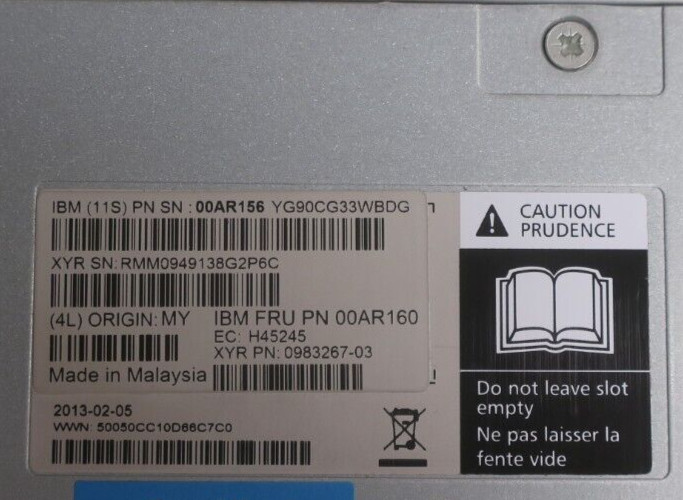 IBM (11S) PN SN : 00AR156 YG90CG33WBDG
XYR SN:RMM0949138G2P6C
(4L) ORIGIN: MY
IBM FRU PN 00AR160
EC: H45245
XYR PN: 0983267-03
Made in Malaysia
2013-02-05
WWN: 50050CC10D66C7C0
CAUTION
PRUDENCE
Do not leave slot
empty
Ne pas laisser la
fente vide